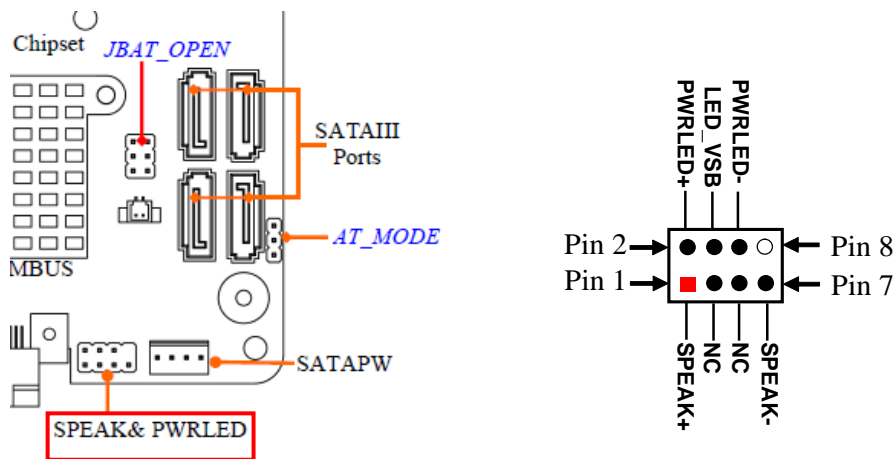 Chipset
JBAT_OPEN
SATAIII
Ports
AT_MODE
MBUS
SATAPW
SPEAK& PWRLED
PWRLED+
LED_VSB
PWRLED-
Pin 2
Pin 8
Pin 1
Pin 7
SPEAK+
NC
NC
SPEAK-